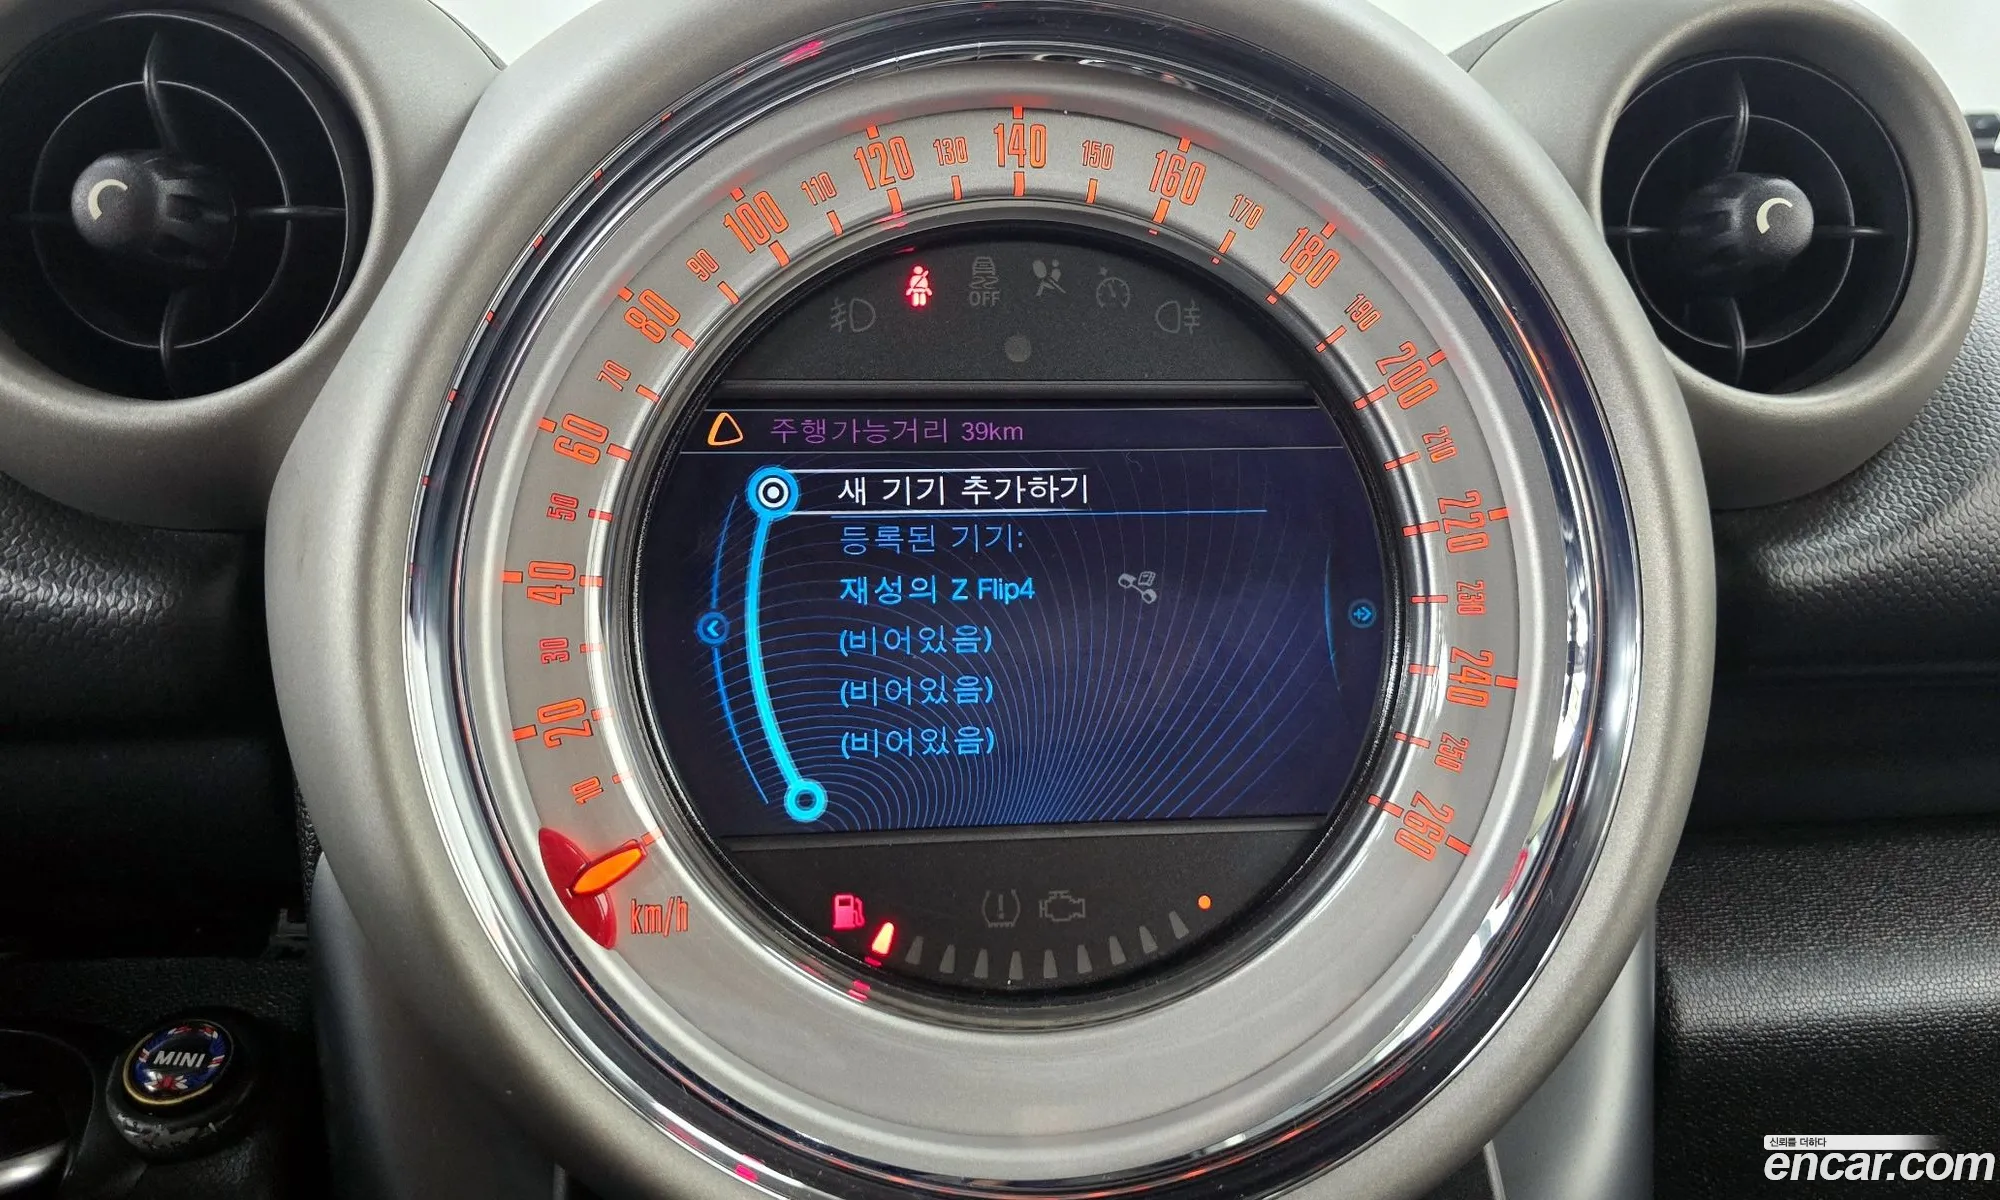 10
20
30
40
50
60
70
80
90
100
110
120
130
140
150
160
170
180
190
200
210
220
230
240
250
260
km/h
OFF
주행가능거리 39km
새 기기 추가하기
등록된 기기:
재성의 Z Flip4
(비어있음)
(비어있음)
(비어있음)
MINI
신뢰를 더하다
encar.com